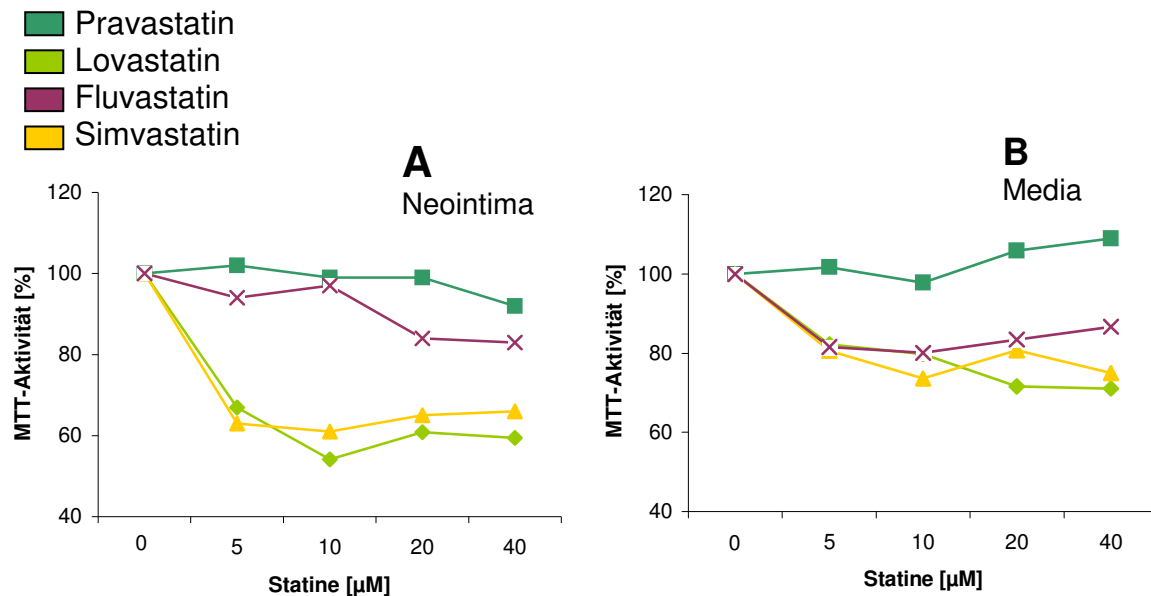 Pravastatin
Lovastatin
Fluvastatin
Simvastatin
A
Neointima
120
100
80
60
40
MTT-Aktivität [%]
0 5 10 20 40
Statine [µM]
B
Media
120
100
80
60
40
MTT-Aktivität [%]
0 5 10 20 40
Statine [µM]